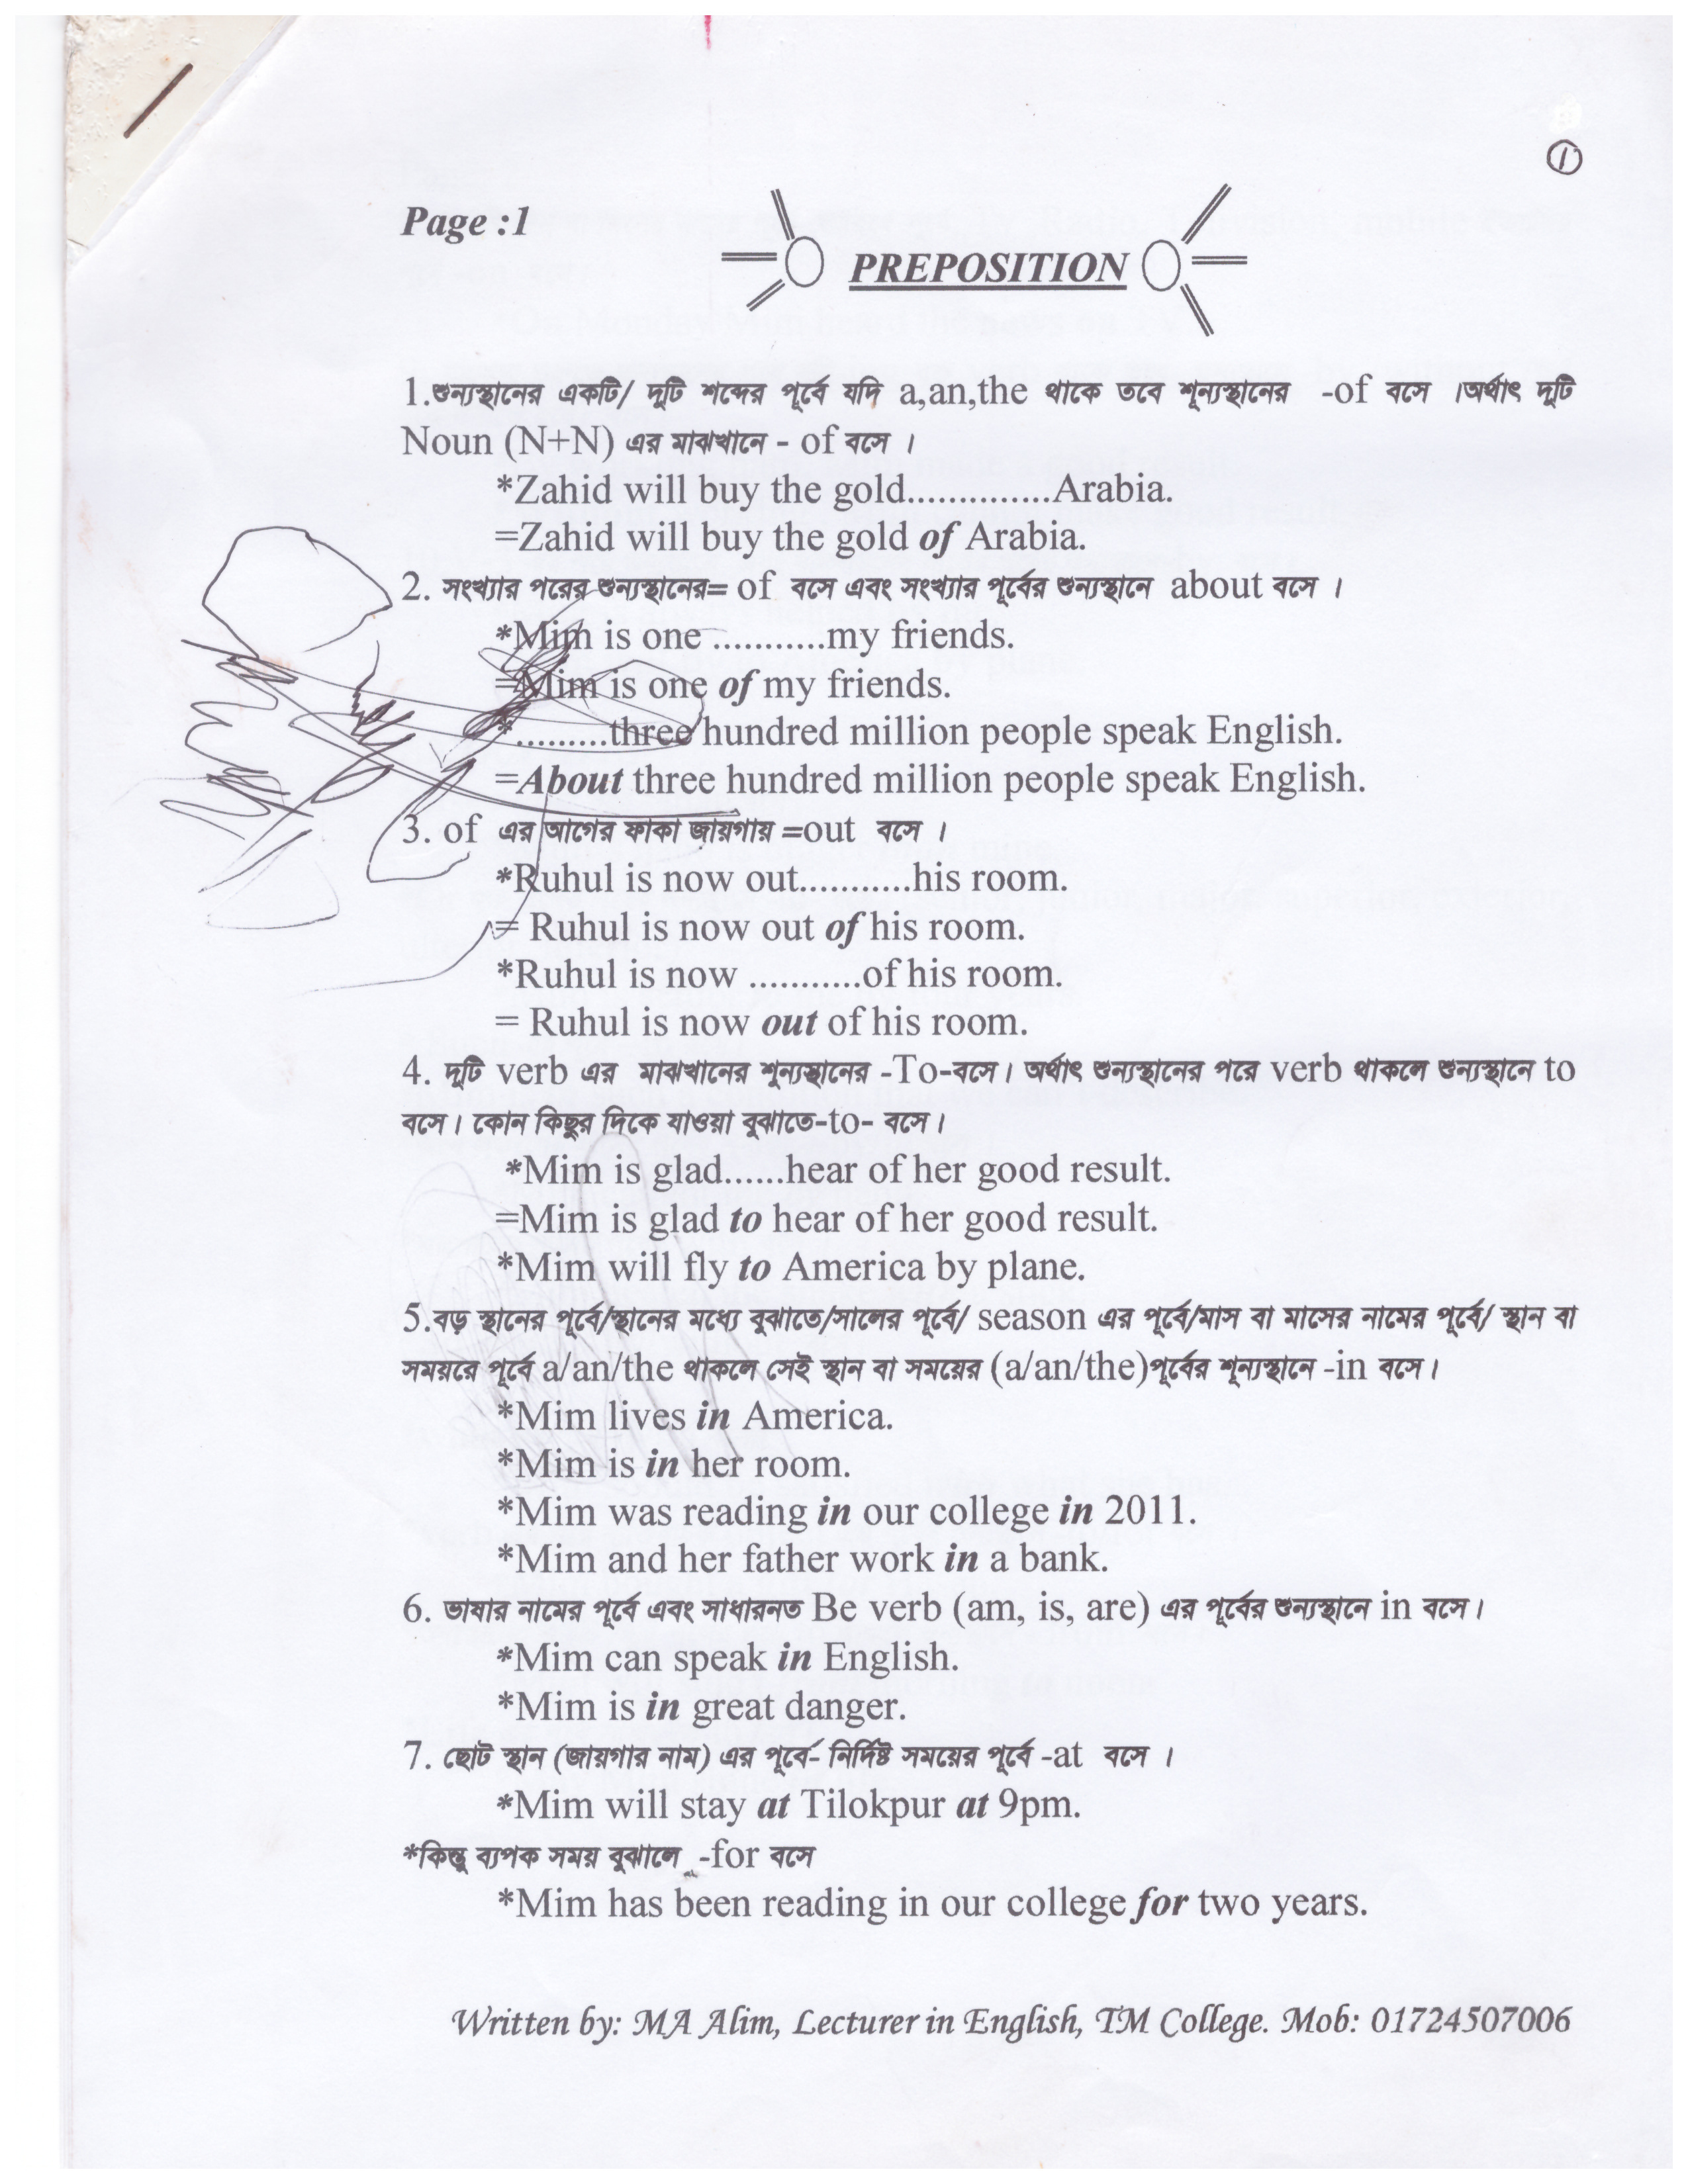 1
Page :1
PREPOSITION
1.শুন্যস্থানের একটি/ দুটি শব্দের পূর্বে যদি a,an,the থাকে তবে শূন্যস্থানের -of বসে ।অর্থাৎ দুটি
Noun (N+N) এর মাঝখানে - of বসে ।
*Zahid will buy the gold..............Arabia.
=Zahid will buy the gold of Arabia.
2. সংখ্যার পরের শুন্যস্থানের= of বসে এবং সংখ্যার পূর্বের শুন্যস্থানে about বসে ।
*Mim is one ...........my friends.
=Mim is one of my friends.
*.........three hundred million people speak English.
=About three hundred million people speak English.
3. of এর আগের ফাকা জায়গায় =out বসে ।
*Ruhul is now out...........his room.
= Ruhul is now out of his room.
*Ruhul is now ...........of his room.
= Ruhul is now out of his room.
4. দুটি verb এর মাঝখানের শূন্যস্থানের -To-বসে। অর্থাৎ শুন্যস্থানের পরে verb থাকলে শুন্যস্থানে to
বসে। কোন কিছুর দিকে যাওয়া বুঝাতে-to- বসে।
*Mim is glad......hear of her good result.
=Mim is glad to hear of her good result.
*Mim will fly to America by plane.
5.বড় স্থানের পূর্বে/স্থানের মধ্যে বুঝাতে/সালের পূর্বে/ season এর পূর্বে/মাস বা মাসের নামের পূর্বে/ স্থান বা
সময়রে পূর্বে a/an/the থাকলে সেই স্থান বা সময়ের (a/an/the)পূর্বের শূন্যস্থানে -in বসে।
*Mim lives in America.
*Mim is in her room.
*Mim was reading in our college in 2011.
*Mim and her father work in a bank.
6. ভাষার নামের পূর্বে এবং সাধারনত Be verb (am, is, are) এর পূর্বের শুন্যস্থানে in বসে।
*Mim can speak in English.
*Mim is in great danger.
7. ছোট স্থান (জায়গার নাম) এর পূর্বে- নির্দিষ্ট সময়ের পূর্বে -at বসে ।
*Mim will stay at Tilokpur at 9pm.
*কিন্তু ব্যপক সময় বুঝালে -for বসে
*Mim has been reading in our college for two years.
Written by: MA Alim, Lecturer in English, TM College. Mob: 01724507006